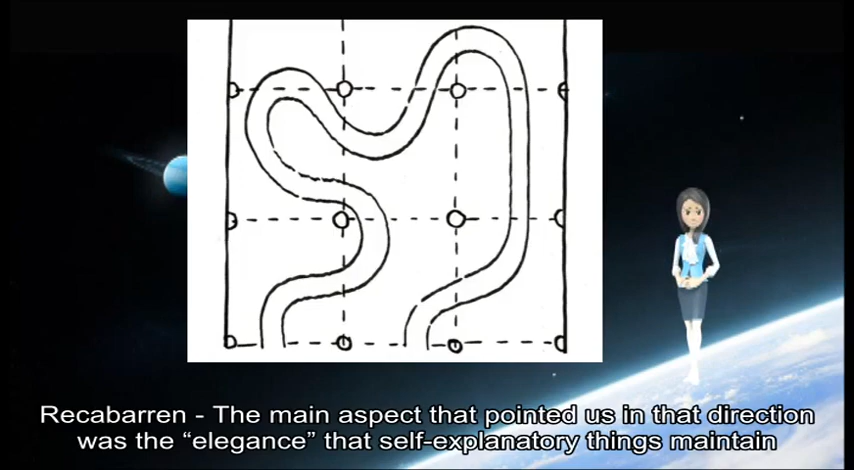 Recabarren - The main aspect that pointed us in that direction
was the “elegance” that self-explanatory things maintain